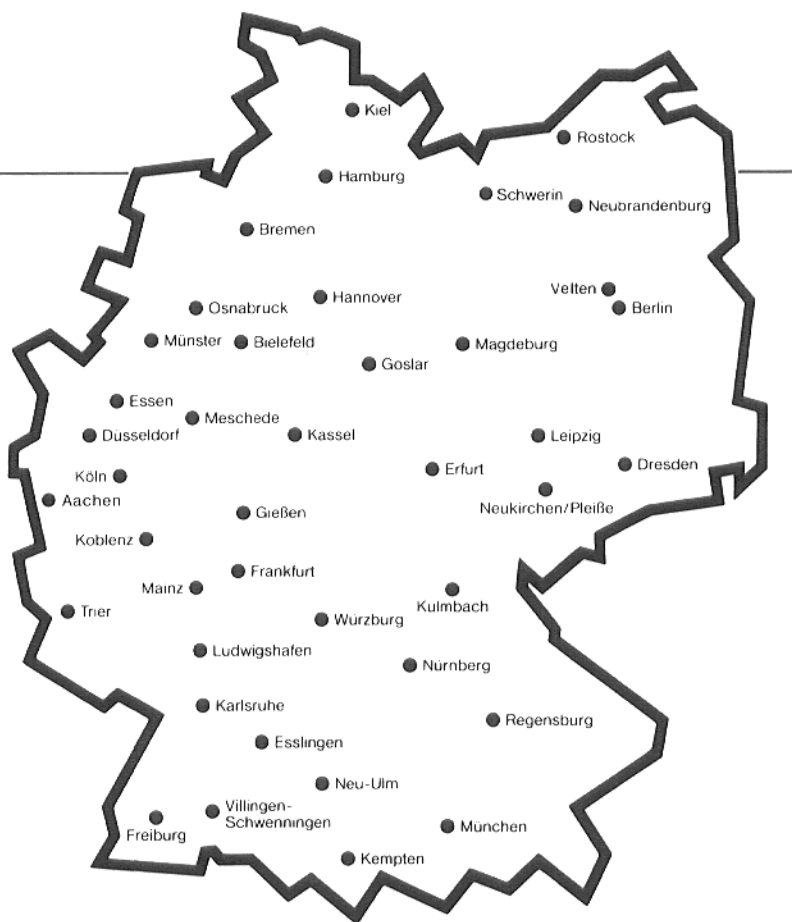 Kiel
Rostock
Hamburg
Schwerin
Neubrandenburg
Bremen
Velten
Hannover
Osnabruck
Berlin
Münster
Bielefeld
Magdeburg
Goslar
Essen
Meschede
Düsseldorf
Kassel
Leipzig
Köln
Erfurt
Dresden
Aachen
Neukirchen/Pleiße
Gießen
Koblenz
Frankfurt
Mainz
Kulmbach
Trier
Würzburg
Ludwigshafen
Nürnberg
Karlsruhe
Regensburg
Esslingen
Neu-Ulm
Villingen-
Schwenningen
Freiburg
München
Kempten